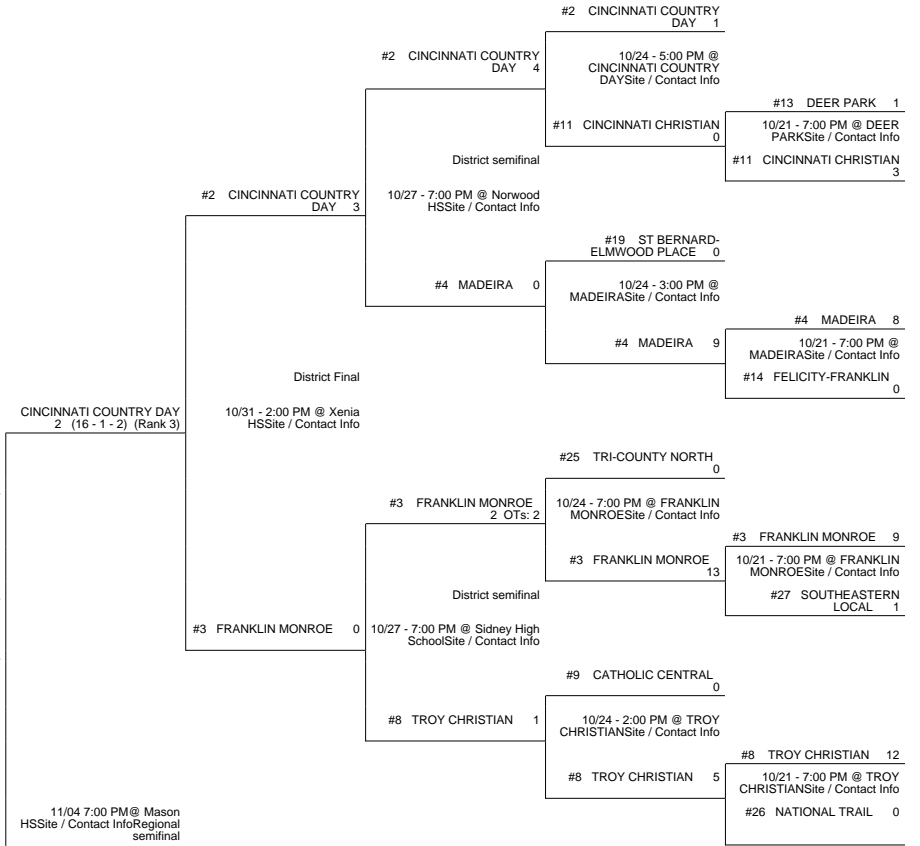 #2 CINCINNATI COUNTRY
DAY 1
10/24 - 5:00 PM @
CINCINNATI COUNTRY
DAYSite / Contact Info
#2 CINCINNATI COUNTRY
DAY 4
#11 CINCINNATI CHRISTIAN
0
#13 DEER PARK 1
10/21 - 7:00 PM @ DEER
PARKSite / Contact Info
#11 CINCINNATI CHRISTIAN
3
District semifinal
10/27 - 7:00 PM @ Norwood
HSSite / Contact Info
#2 CINCINNATI COUNTRY
DAY 3
#19 ST BERNARD-
ELMWOOD PLACE 0
10/24 - 3:00 PM @
MADEIRASite / Contact Info
#4 MADEIRA 0
#4 MADEIRA 9
#4 MADEIRA 8
10/21 - 7:00 PM @
MADEIRASite / Contact Info
#14 FELICITY-FRANKLIN
0
District Final
10/31 - 2:00 PM @ Xenia
HSSite / Contact Info
CINCINNATI COUNTRY DAY
2 (16 - 1 - 2) (Rank 3)
#25 TRI-COUNTY NORTH
0
10/24 - 7:00 PM @ FRANKLIN
MONROESite / Contact Info
#3 FRANKLIN MONROE
2 OTs: 2
#3 FRANKLIN MONROE
13
#3 FRANKLIN MONROE 9
10/21 - 7:00 PM @ FRANKLIN
MONROESite / Contact Info
#27 SOUTHEASTERN
LOCAL 1
District semifinal
10/27 - 7:00 PM @ Sidney High
SchoolSite / Contact Info
#3 FRANKLIN MONROE 0
#9 CATHOLIC CENTRAL
0
10/24 - 2:00 PM @ TROY
CHRISTIANSite / Contact Info
#8 TROY CHRISTIAN 1
#8 TROY CHRISTIAN 5
#8 TROY CHRISTIAN 12
10/21 - 7:00 PM @ TROY
CHRISTIANSite / Contact Info
#26 NATIONAL TRAIL 0
11/04 7:00 PM@ Mason
HSSite / Contact InfoRegional
semifinal